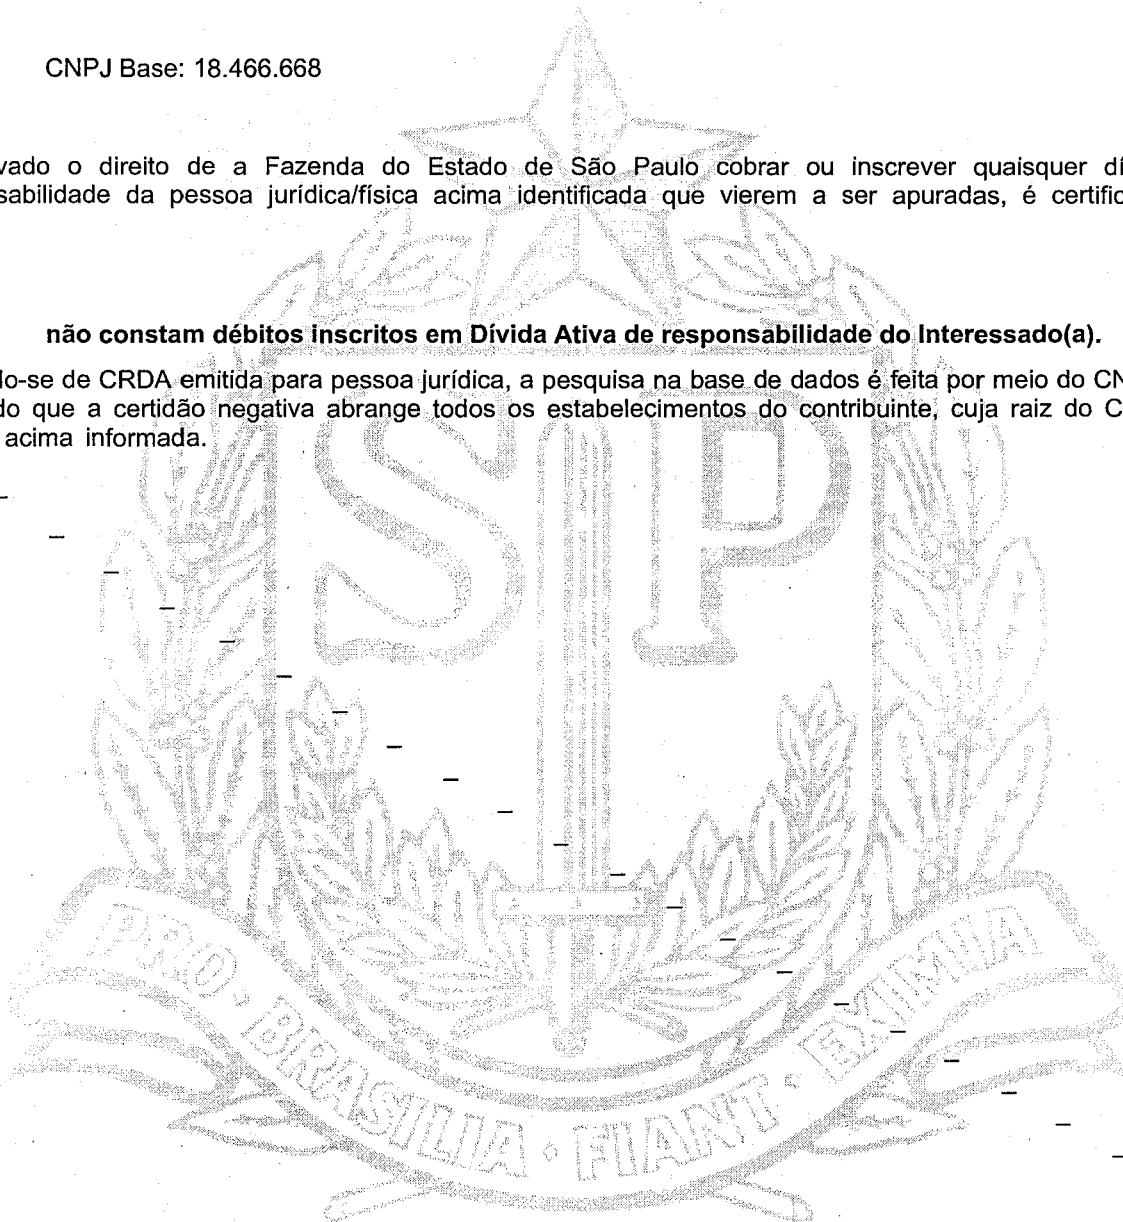 CNPJ Base: 18.466.668
vado o direito de a Fazenda do Estado de São Paulo cobrar ou inscrever quaisquer dí
sabilidade da pessoa jurídica/física acima identificada que vierem a ser apuradas, é certific
não constam débitos inscritos em Dívida Ativa de responsabilidade do Interessado(a).
do-se de CRDA emitida para pessoa jurídica, a pesquisa na base de dados é feita por meio do CN
do que a certidão negativa abrange todos os estabelecimentos do contribuinte, cuja raiz do C
acima informada.
SP
PRO · BRASILIA · FIANT · EXIMIA